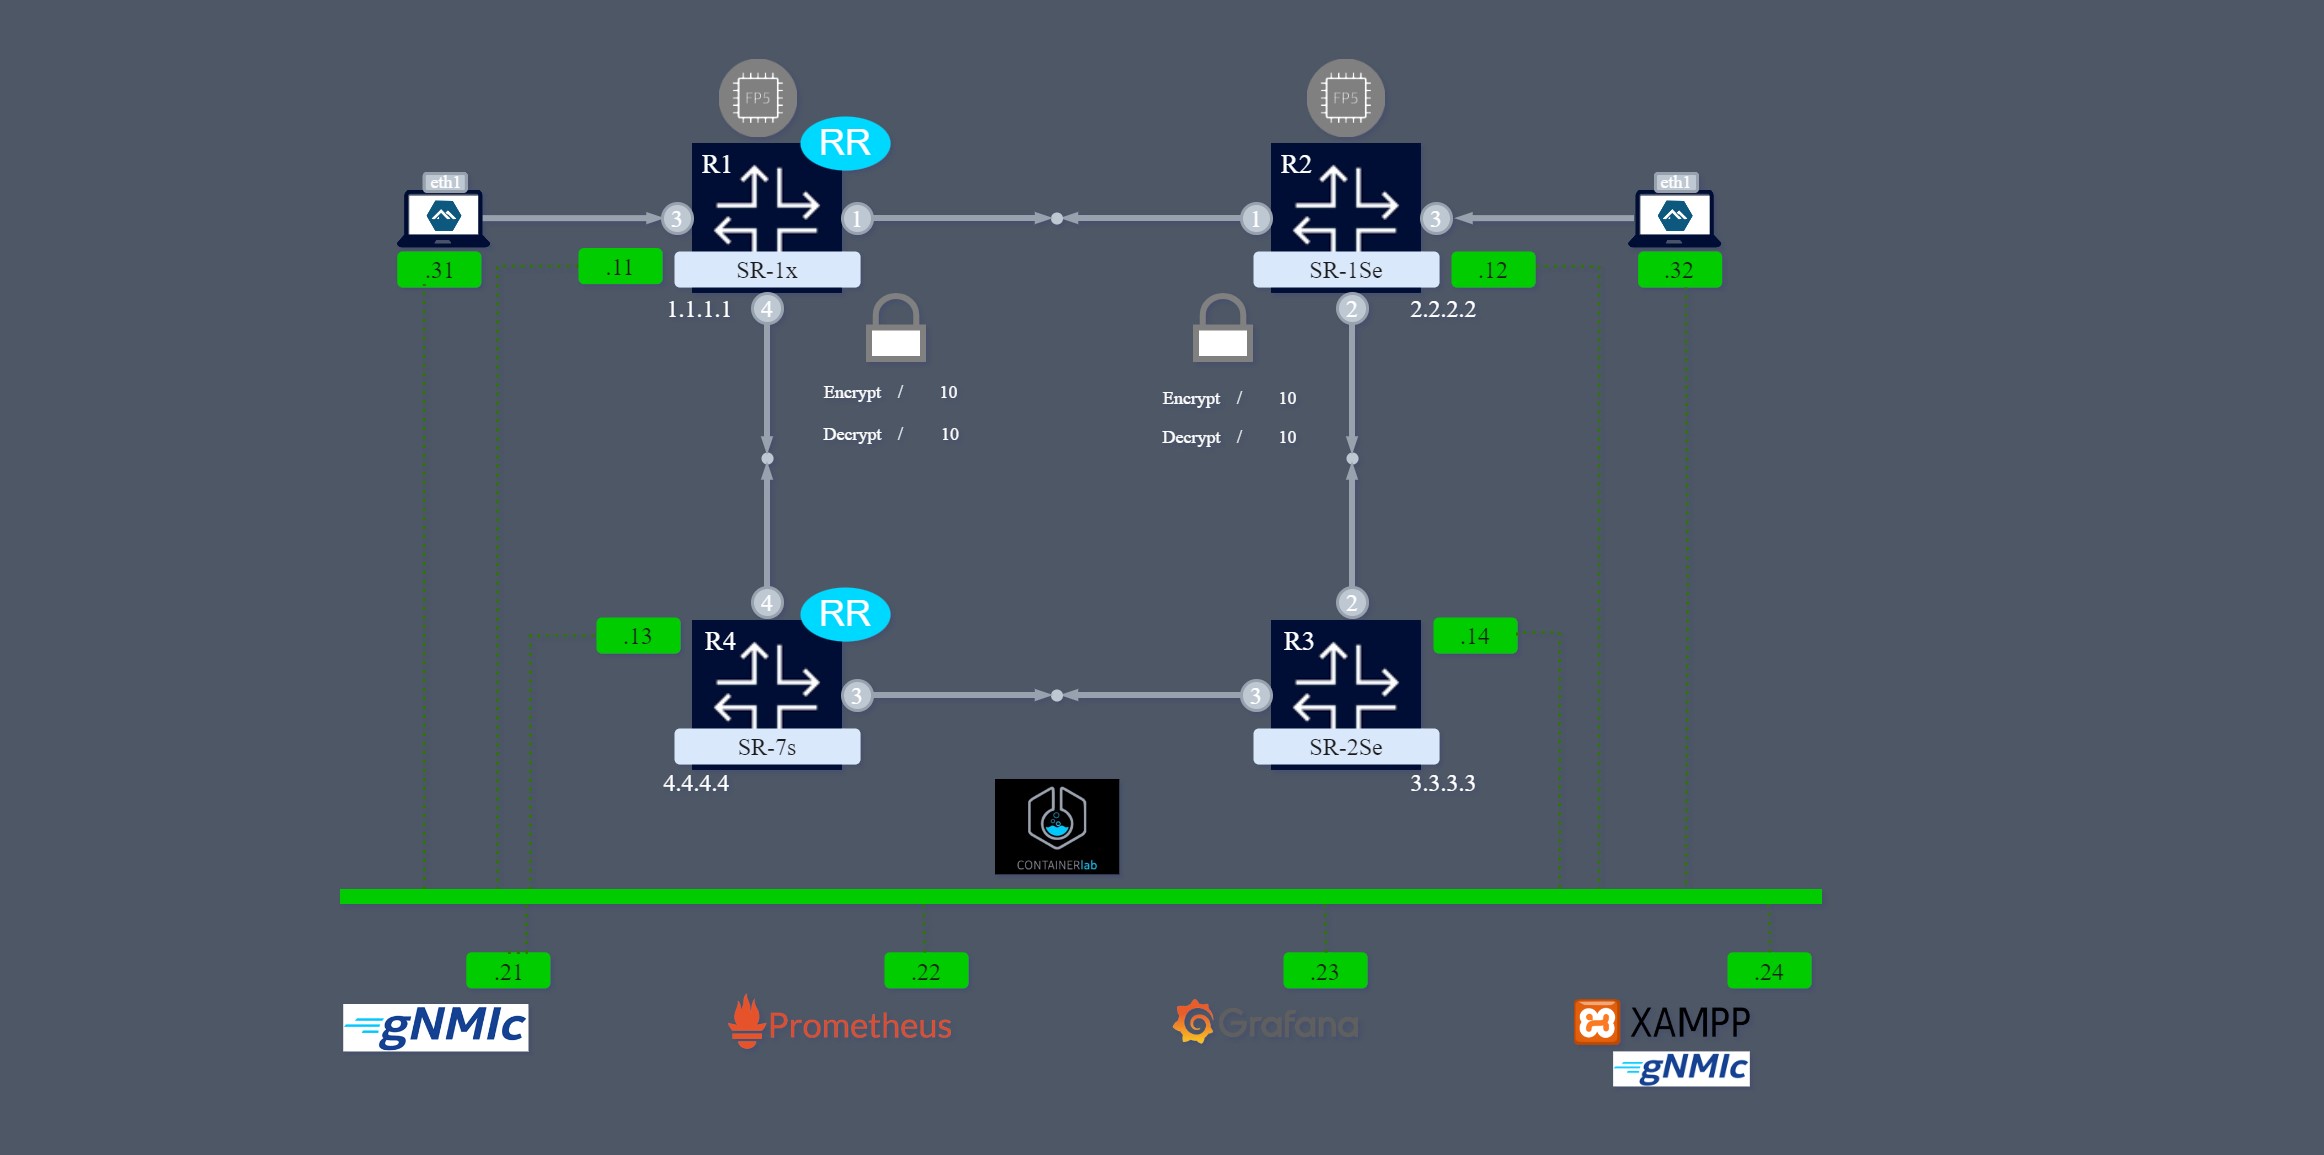 FP5
FP5
RR
R1
R2
eth1
eth1
3
1
1
3
SR-1x
SR-1Se
.31
.11
.12
.32
1.1.1.1
4
2
2.2.2.2
Encrypt / 10
Decrypt / 10
Encrypt / 10
Decrypt / 10
4
2
RR
.13
R4
R3
.14
3
3
SR-7s
SR-2Se
4.4.4.4
3.3.3.3
CONTAINERlab
.21
.22
.23
.24
gNMIc
Prometheus
Grafana
XAMPP
gNMIc